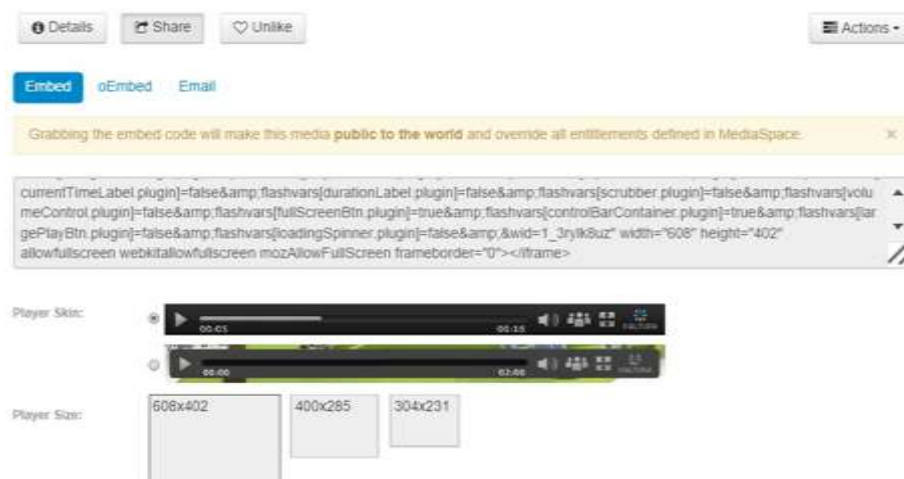 Details Share Unlike Actions
Embed oEmbed Email
Grabbing the embed code will make this media public to the world and override all entitlements defined in MediaSpace. ×
currentTimeLabel.plugin]=false&amp;flashvars[durationLabel.plugin]=false&amp;flashvars[scrubber.plugin]=false&amp;flashvars[volu
meControl.plugin]=false&amp;flashvars[fullScreenBtn.plugin]=true&amp;flashvars[controlBarContainer.plugin]=true&amp;flashvars[lar
gePlayBtn.plugin]=false&amp;flashvars[loadingSpinner.plugin]=false&amp;&wid=1_3rylk8uz" width="608" height="402"
allowfullscreen webkitallowfullscreen mozAllowFullScreen frameborder="0"></iframe>
Player Skin:
00:05 00:16 KALTURA
00:00 02:00 KALTURA
Player Size:
608x402 400x285 304x231